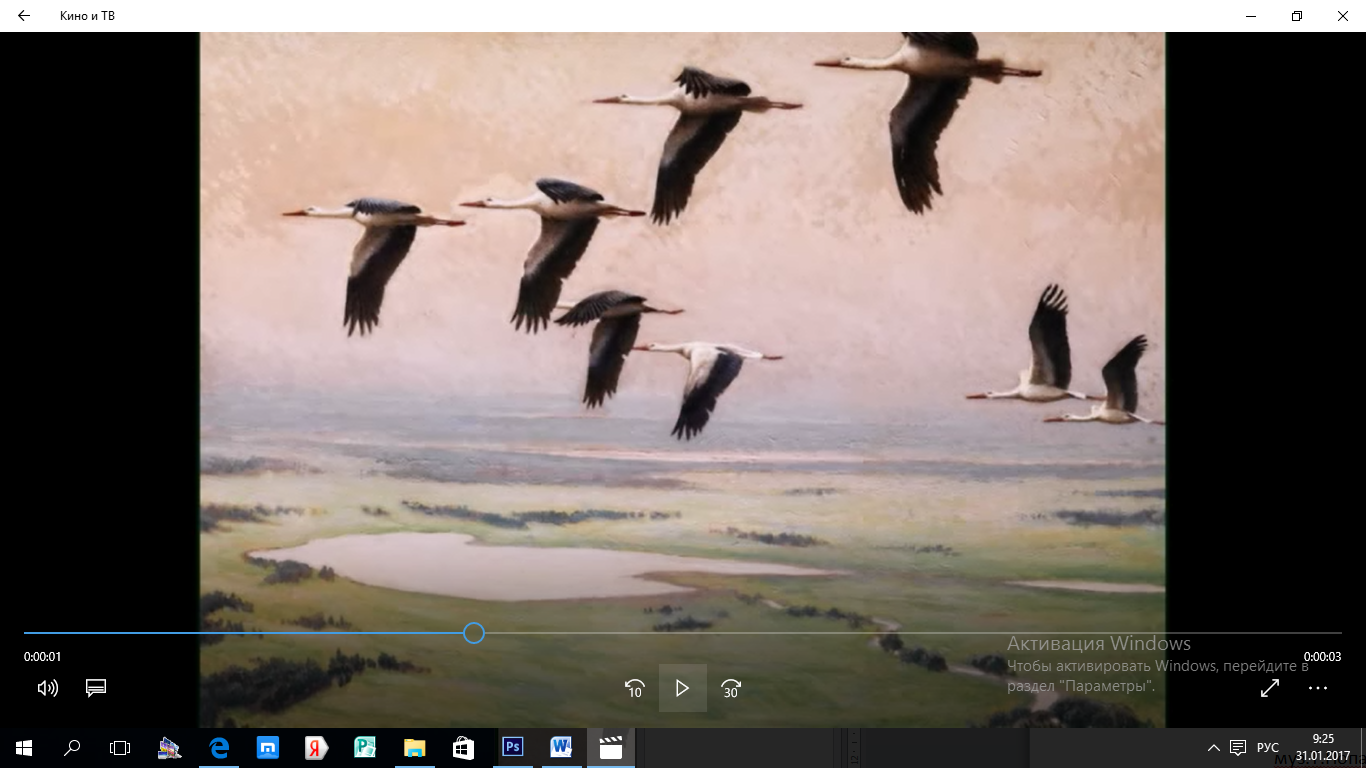 Кино и ТВ
0:00:01
0:00:03
10
30
Активация Windows
Чтобы активировать Windows, перейдите в
раздел "Параметры".
Ps
РУС
9:25
31.01.2017